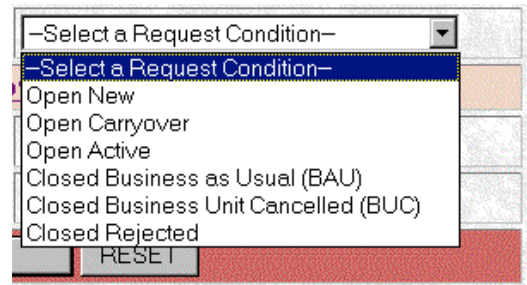 –Select a Request Condition–
–Select a Request Condition–
Open New
Open Carryover
Open Active
Closed Business as Usual (BAU)
Closed Business Unit Cancelled (BUC)
Closed Rejected
RESET